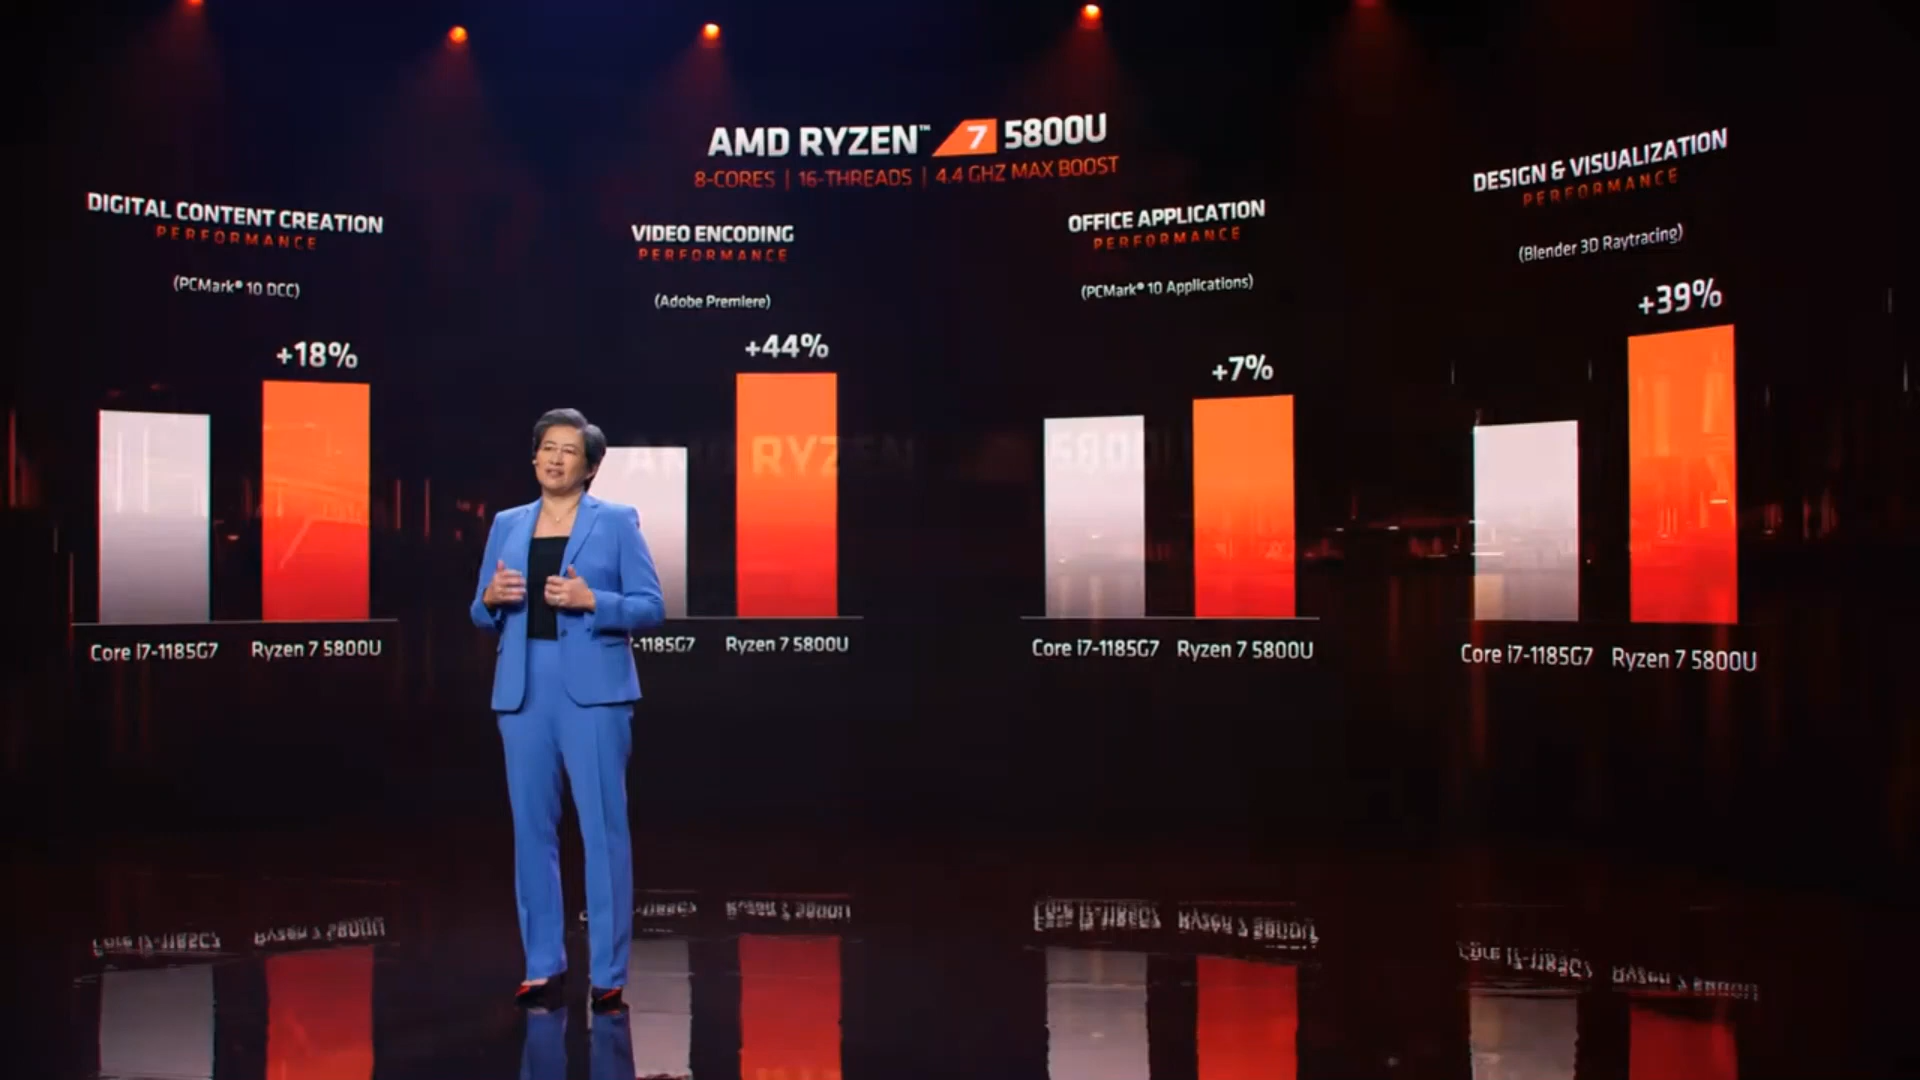 AMD RYZEN™ 7 5800U
8-CORES | 16-THREADS | 4.4 GHZ MAX BOOST
DIGITAL CONTENT CREATION
PERFORMANCE
(PCMark® 10 DCC)
+18%
Core i7-1185G7 Ryzen 7 5800U
VIDEO ENCODING
PERFORMANCE
(Adobe Premiere)
+44%
-1185G7 Ryzen 7 5800U
OFFICE APPLICATION
PERFORMANCE
(PCMark® 10 Applications)
+7%
Core i7-1185G7 Ryzen 7 5800U
DESIGN & VISUALIZATION
PERFORMANCE
(Blender 3D Raytracing)
+39%
Core i7-1185G7 Ryzen 7 5800U